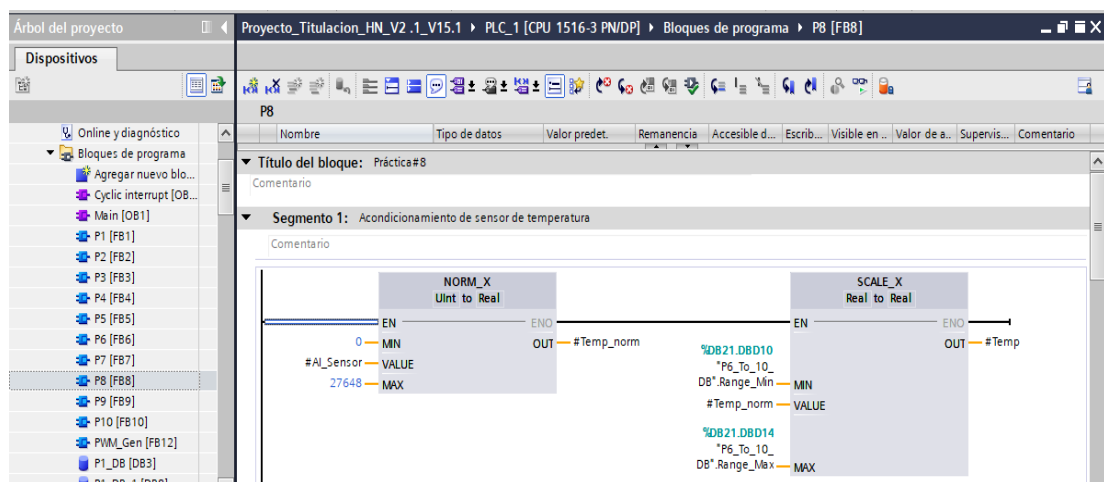 Árbol del proyecto
Proyecto_Titulacion_HN_V2 .1_V15.1 ▸ PLC_1 [CPU 1516-3 PN/DP] ▸ Bloques de programa ▸ P8 [FB8]
Dispositivos
Online y diagnóstico
Bloques de programa
Agregar nuevo blo...
Cyclic interrupt [OB...
Main [OB1]
P1 [FB1]
P2 [FB2]
P3 [FB3]
P4 [FB4]
P5 [FB5]
P6 [FB6]
P7 [FB7]
P8 [FB8]
P9 [FB9]
P10 [FB10]
PWM_Gen [FB12]
P1_DB [DB3]
P8
Nombre Tipo de datos Valor predet. Remanencia Accesible d... Escrib... Visible en .. Valor de a.. Supervis... Comentario
Título del bloque: Práctica#8
Comentario
Segmento 1: Acondicionamiento de sensor de temperatura
Comentario
NORM_X
UInt to Real
EN ENO
0 MIN OUT #Temp_norm
#AI_Sensor VALUE
27648 MAX
SCALE_X
Real to Real
EN ENO
OUT #Temp
%DB21.DBD10
"P6_To_10_
DB".Range_Min MIN
#Temp_norm VALUE
%DB21.DBD14
"P6_To_10_
DB".Range_Max MAX